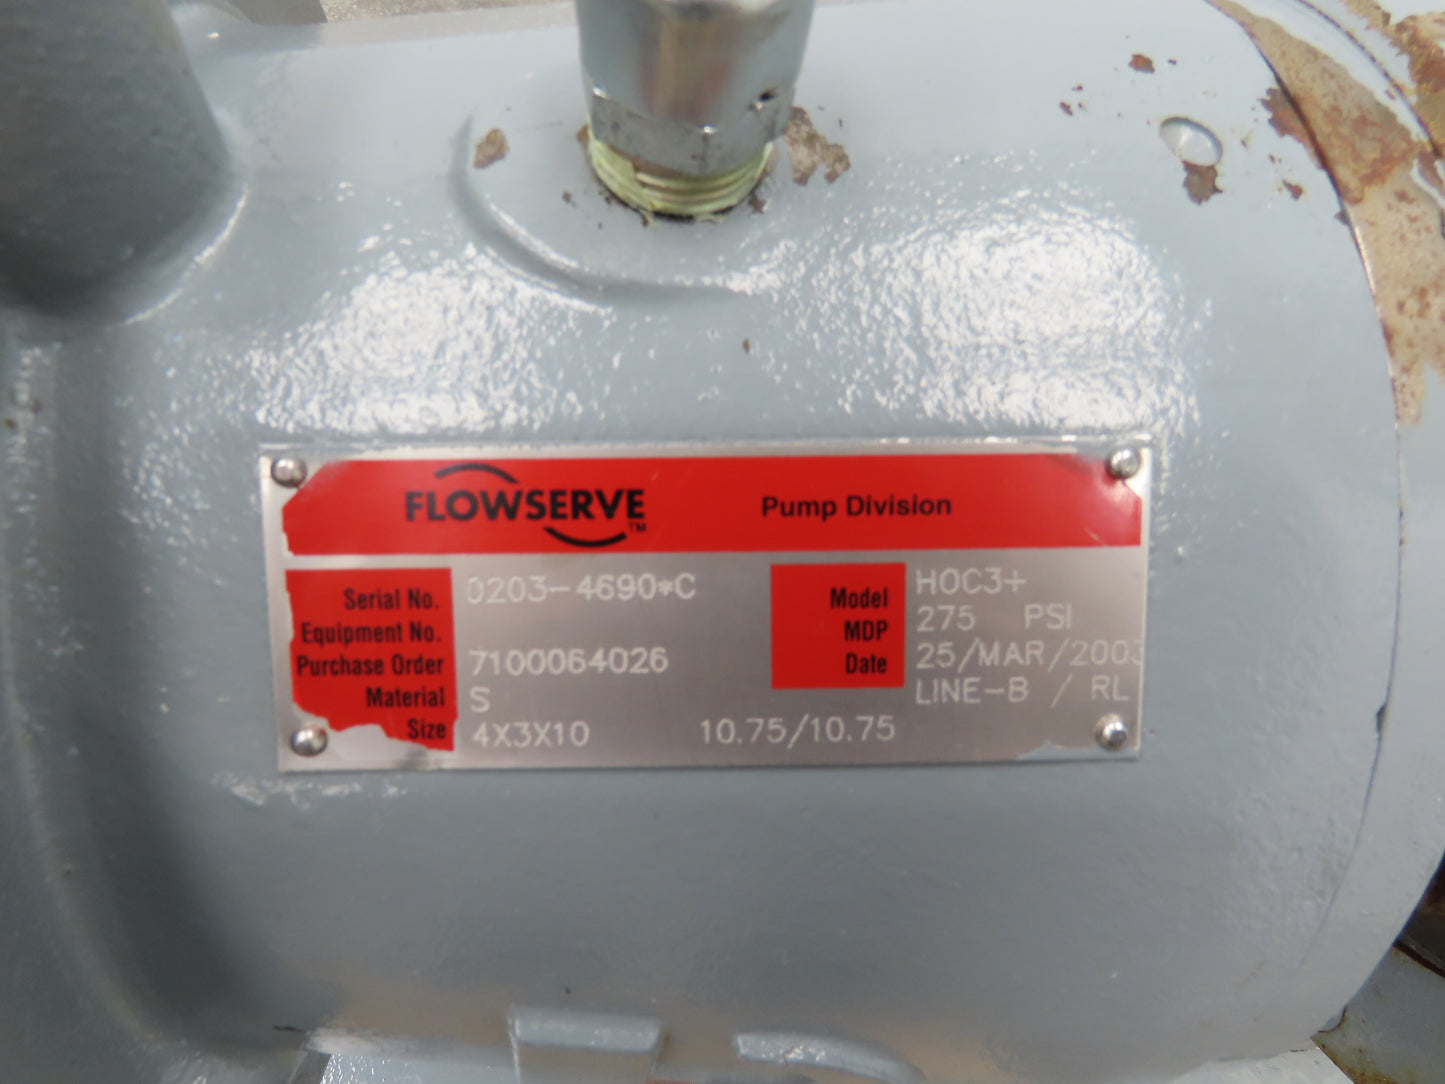 FLOWSERVE™ Pump Division
Serial No. 0203-4690*C
Equipment No.
Purchase Order 7100064026
Material S
Size 4X3X10 10.75/10.75
Model HOC3+
MDP 275 PSI
Date 25/MAR/2003
LINE-B / RL